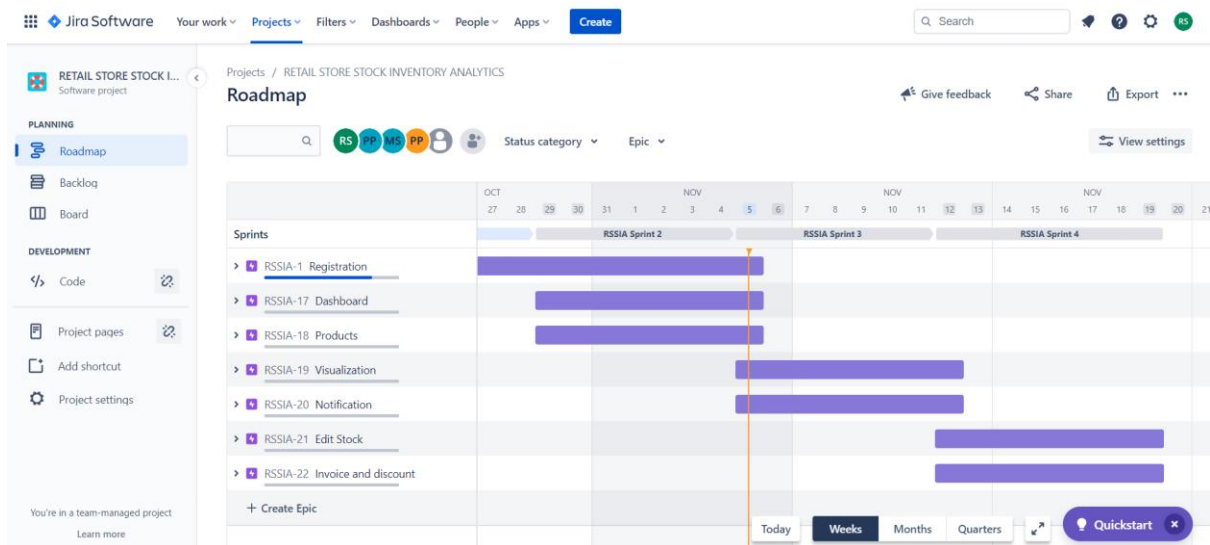 Jira Software Your work Projects Filters Dashboards People Apps Create Search RS
RETAIL STORE STOCK I...
Software project
PLANNING
Roadmap
Backlog
Board
DEVELOPMENT
Code
Project pages
Add shortcut
Project settings
You're in a team-managed project
Learn more
Projects / RETAIL STORE STOCK INVENTORY ANALYTICS
Roadmap
Give feedback Share Export
RS PP MS PP Status category Epic View settings
OCT NOV NOV NOV
27 28 29 30 31 1 2 3 4 5 6 7 8 9 10 11 12 13 14 15 16 17 18 19 20 21
Sprints RSSIA Sprint 2 RSSIA Sprint 3 RSSIA Sprint 4
RSSIA-1 Registration
RSSIA-17 Dashboard
RSSIA-18 Products
RSSIA-19 Visualization
RSSIA-20 Notification
RSSIA-21 Edit Stock
RSSIA-22 Invoice and discount
+ Create Epic
Today Weeks Months Quarters Quickstart